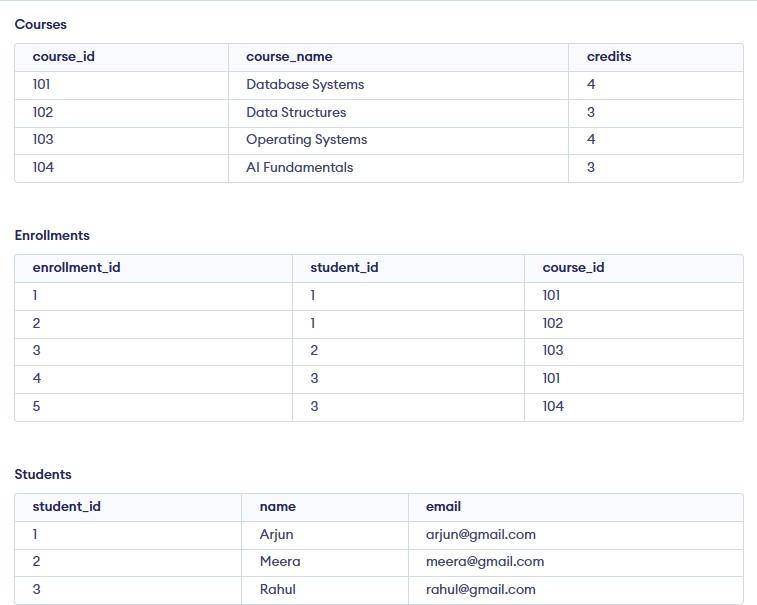 Courses
course_id course_name credits
101 Database Systems 4
102 Data Structures 3
103 Operating Systems 4
104 AI Fundamentals 3
Enrollments
enrollment_id student_id course_id
1 1 101
2 1 102
3 2 103
4 3 101
5 3 104
Students
student_id name email
1 Arjun arjun@gmail.com
2 Meera meera@gmail.com
3 Rahul rahul@gmail.com